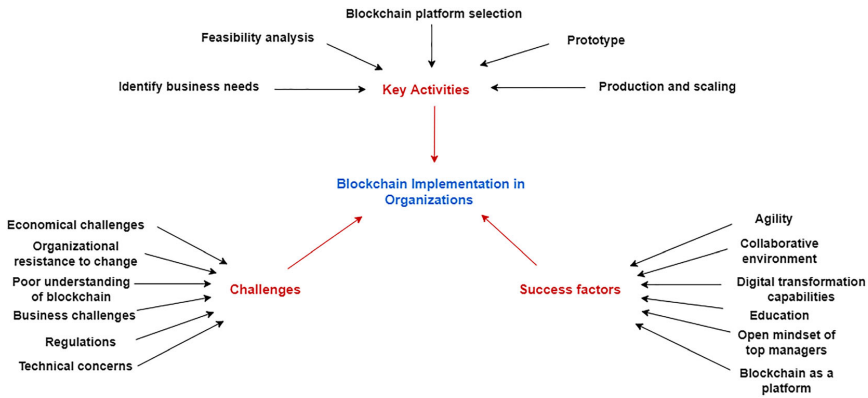 Blockchain platform selection
Feasibility analysis
Prototype
Identify business needs
Key Activities
Production and scaling
Blockchain Implementation in
Organizations
Economical challenges
Organizational
resistance to change
Poor understanding
of blockchain
Business challenges
Regulations
Technical concerns
Challenges
Success factors
Agility
Collaborative
environment
Digital transformation
capabilities
Education
Open mindset of
top managers
Blockchain as a
platform